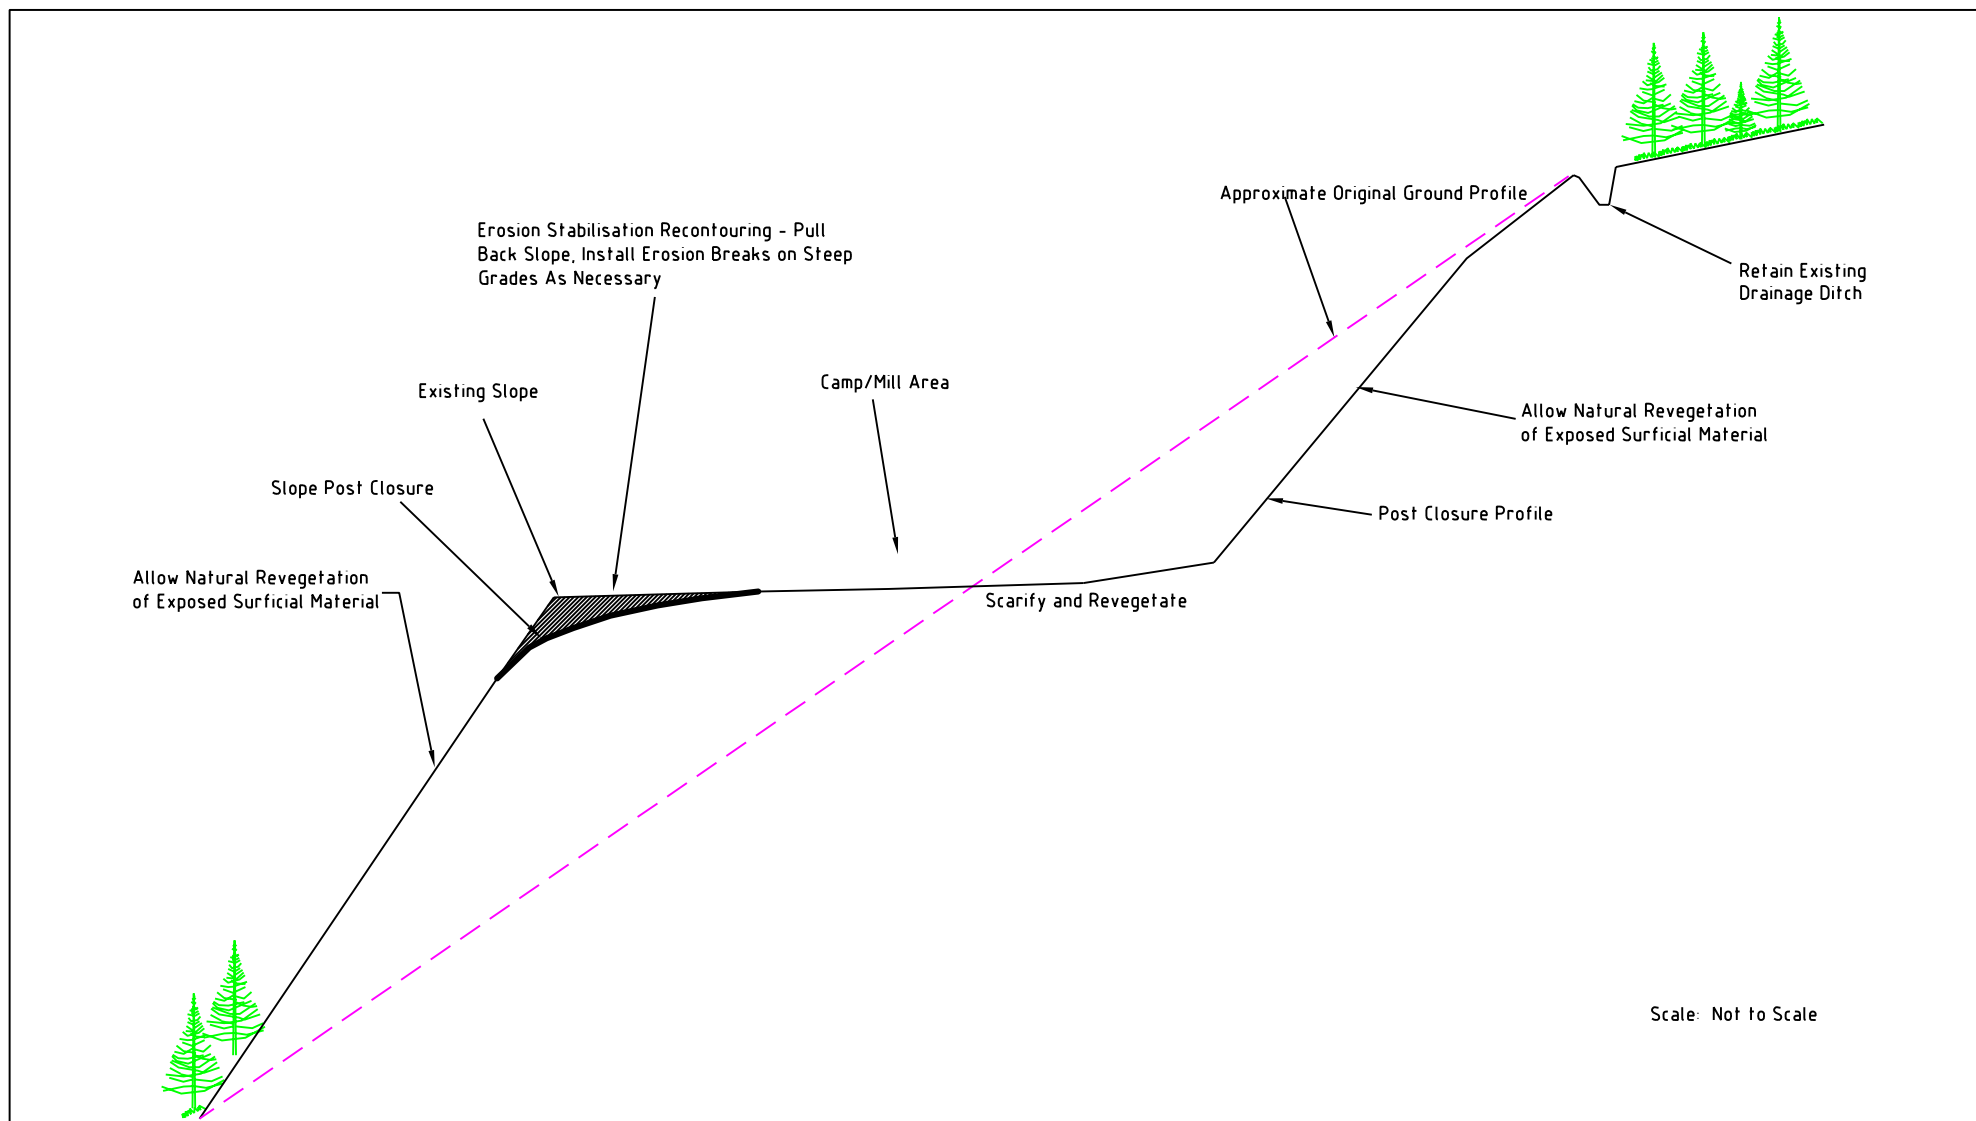 Approximate Original Ground Profile
Erosion Stabilisation Recontouring - Pull
Back Slope, Install Erosion Breaks on Steep
Grades As Necessary
Retain Existing
Drainage Ditch
Existing Slope
Camp/Mill Area
Allow Natural Revegetation
of Exposed Surficial Material
Slope Post Closure
Post Closure Profile
Allow Natural Revegetation
of Exposed Surficial Material
Scarify and Revegetate
Scale: Not to Scale